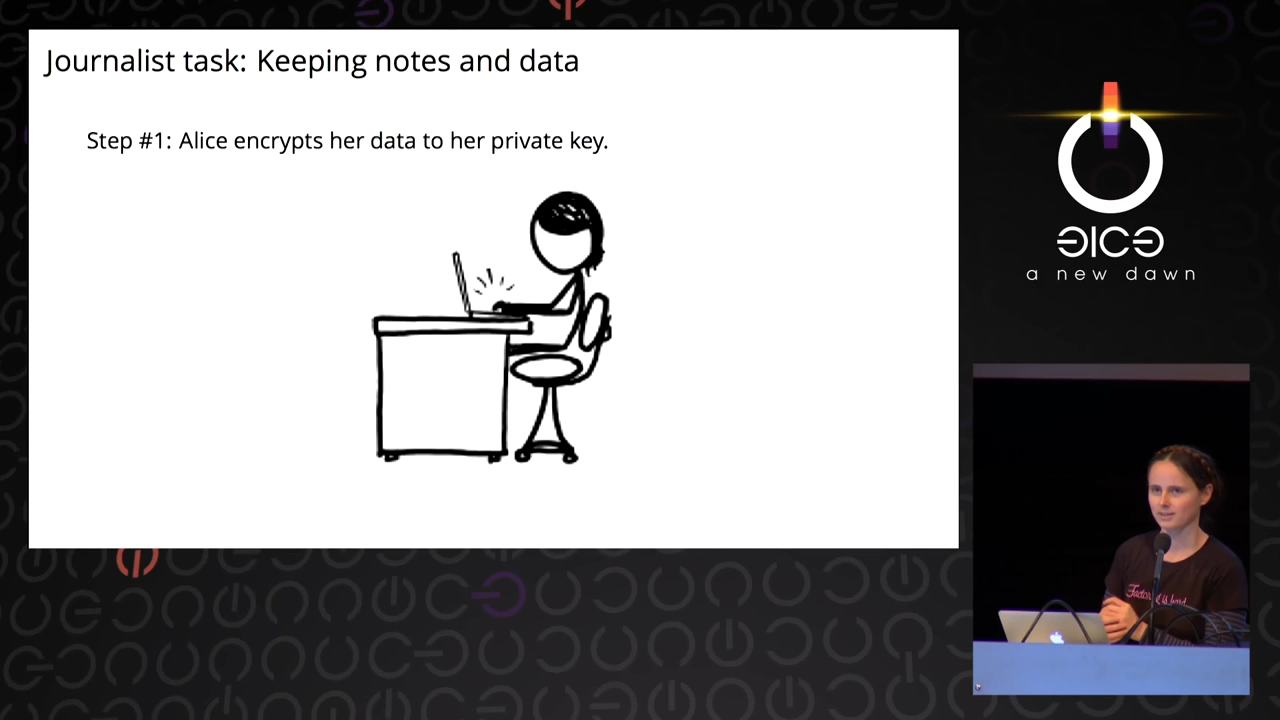 Journalist task: Keeping notes and data
Step #1: Alice encrypts her data to her private key.
a new dawn